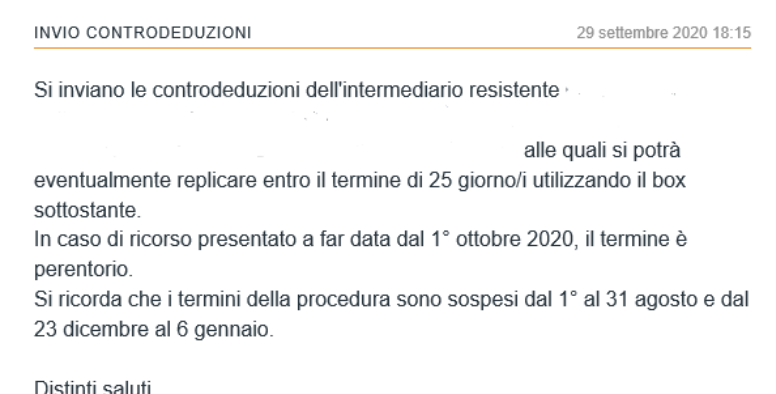 INVIO CONTRODEDUZIONI 29 settembre 2020 18:15
Si inviano le controdeduzioni dell'intermediario resistente
alle quali si potrà
eventualmente replicare entro il termine di 25 giorno/i utilizzando il box
sottostante.
In caso di ricorso presentato a far data dal 1° ottobre 2020, il termine è
perentorio.
Si ricorda che i termini della procedura sono sospesi dal 1° al 31 agosto e dal
23 dicembre al 6 gennaio.
Distinti saluti